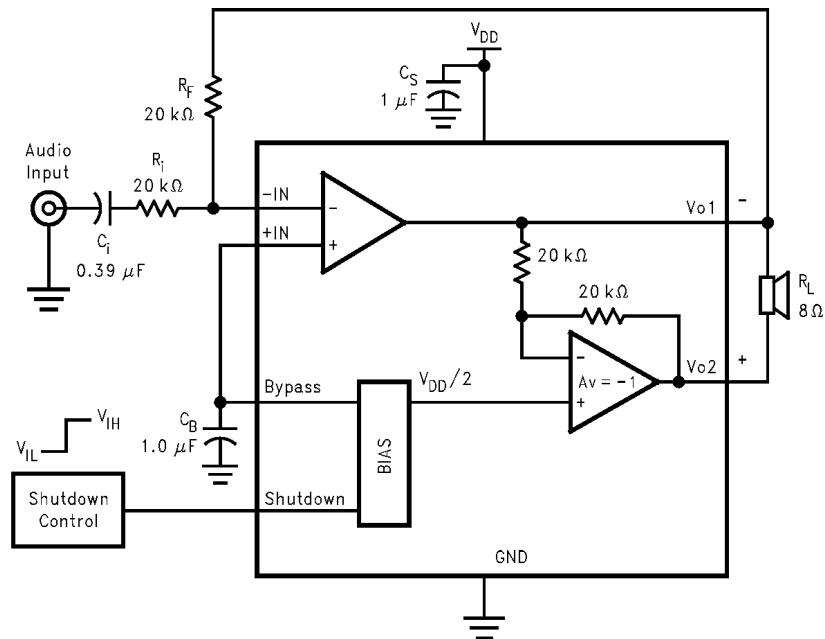 V_DD
C_S
1 µF
R_F
20 kΩ
Audio
Input
R_i
20 kΩ
C_i
0.39 µF
-IN
+IN
-
+
Vo1
-
20 kΩ
20 kΩ
R_L
8Ω
-
+
Av = -1
Vo2
+
Bypass
V_DD/2
C_B
1.0 µF
BIAS
V_IH
V_IL
Shutdown
Control
Shutdown
GND